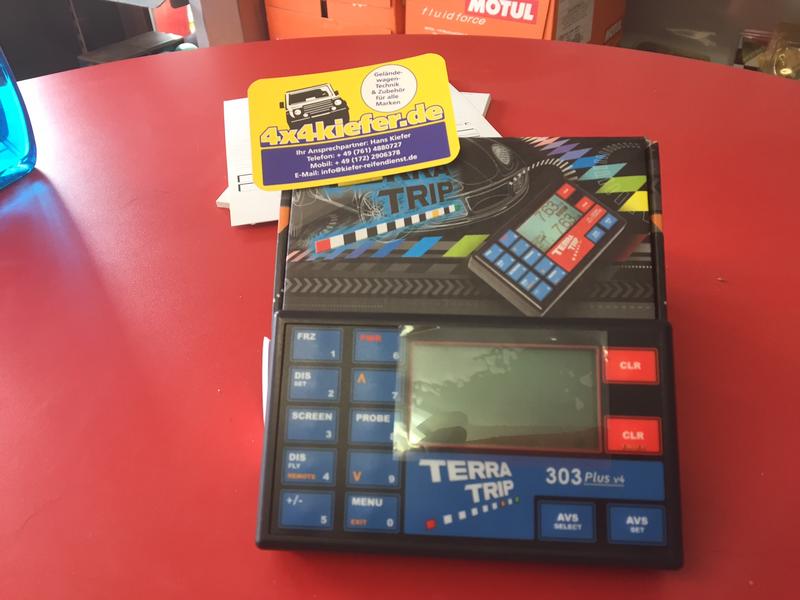 MOTUL
fluidforce
Gelände-
wagen-
Technik
& Zubehör
für alle
Marken
4x4kiefer.de
Ihr Ansprechpartner: Hans Kiefer
Telefon: + 49 (761) 4880727
Mobil: + 49 (172) 2906378
E-Mail: info@kiefer-reifendienst.de
TERRA
TRIP
TERRA
TRIP
FRZ
1
PWR
6
CLR
DIS
SET
2
∧
7
SCREEN
3
PROBE
CLR
DIS
FLY
REMOTE 4
∨
9
TERRA
TRIP
303 Plus v4
+/-
5
MENU
EXIT 0
AVS
SELECT
AVS
SET